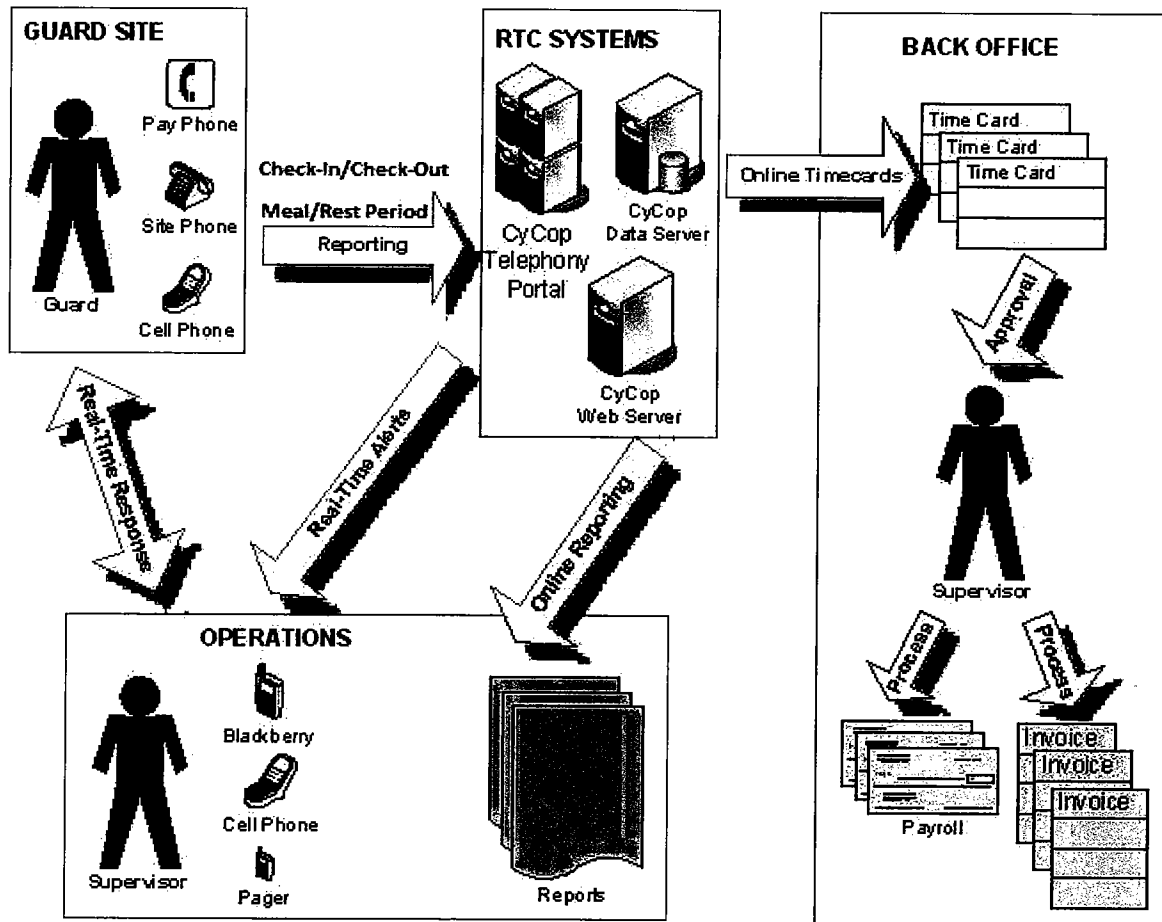 GUARD SITE
Pay Phone
Site Phone
Cell Phone
Guard
Check-In/Check-Out
Meal/Rest Period
Reporting
RTC SYSTEMS
CyCop
Telephony
Portal
CyCop
Data Server
CyCop
Web Server
Online Timecards
BACK OFFICE
Time Card
Time Card
Time Card
Approval
Supervisor
Process
Process
Payroll
Invoice
Invoice
Invoice
Real-Time Response
Real-Time Alerts
Online Reporting
OPERATIONS
Supervisor
Blackberry
Cell Phone
Pager
Reports